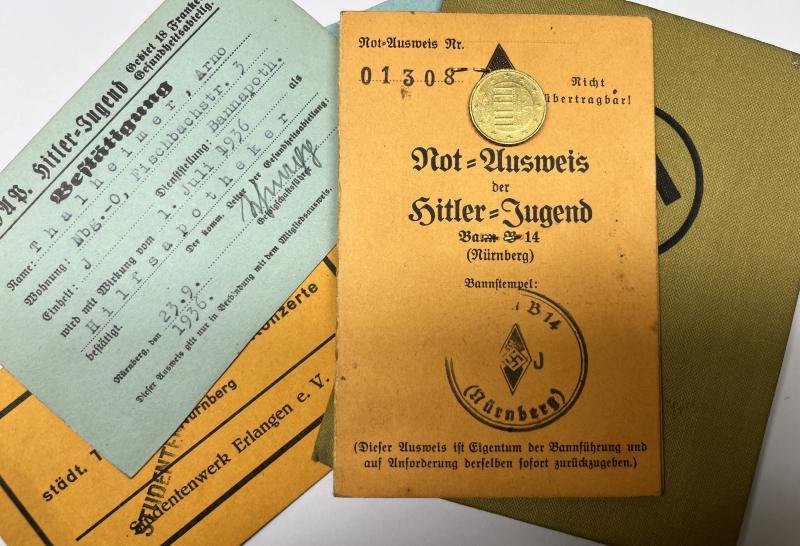 AP. Hitler-Jugend
Gebiet 18 Franken
Gesundheitsabteilg.
Bestätigung
Name: Thalheimer, Arno
Wohnung: Nbg.-O, Fischbachstr. 3
Einheit: J Dienststellung: Bannapoth.
wird mit Wirkung vom 1. Juli 1936 als
Hilfsapotheker
bestätigt.
Der komm. Leiter der Gesundheitsabteilung:
Geschäftsführer
Nürnberg, den 23.9.
1936.
Dieser Ausweis gilt nur in Verbindung mit dem Mitgliedsausweis.
Konzerte
städt. T
Nürnberg
STUDENTE
Studentenwerk Erlangen e. V.
Not-Ausweis Nr.
01308
Nicht
übertragbar!
Not-Ausweis
der
Hitler-Jugend
Bann B 14
(Nürnberg)
Bannstempel:
B 14
J
(Nürnberg)
(Dieser Ausweis ist Eigentum der Bannführung und
auf Anforderung derselben sofort zurückzugeben.)